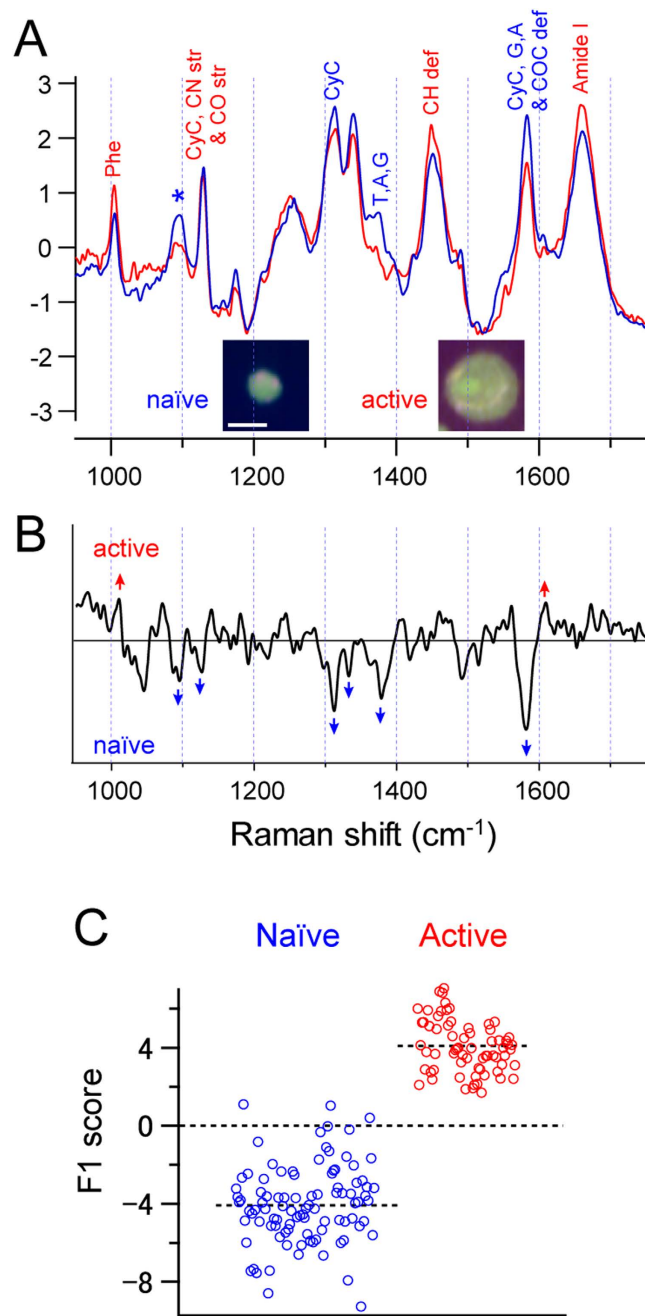 A
Phe
*
CyC, CN str
& CO str
CyC
T,A,G
CH def
CyC, G,A
& COC def
Amide I
3
2
1
0
-1
-2
-3
naïve
active
1000
1200
1400
1600
B
active
naïve
1000
1200
1400
1600
Raman shift (cm⁻¹)
C
Naïve
Active
F1 score
4
0
−4
−8